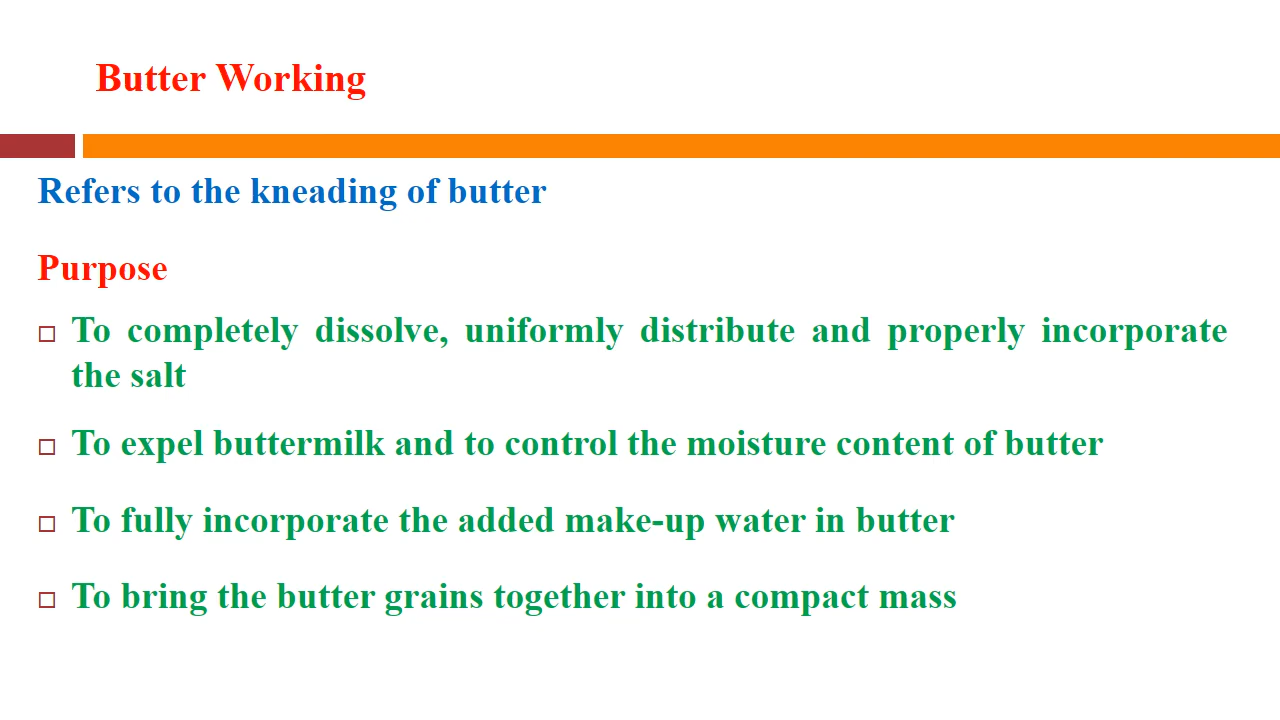 Butter Working
Refers to the kneading of butter
Purpose
To completely dissolve, uniformly distribute and properly incorporate
the salt
To expel buttermilk and to control the moisture content of butter
To fully incorporate the added make-up water in butter
To bring the butter grains together into a compact mass